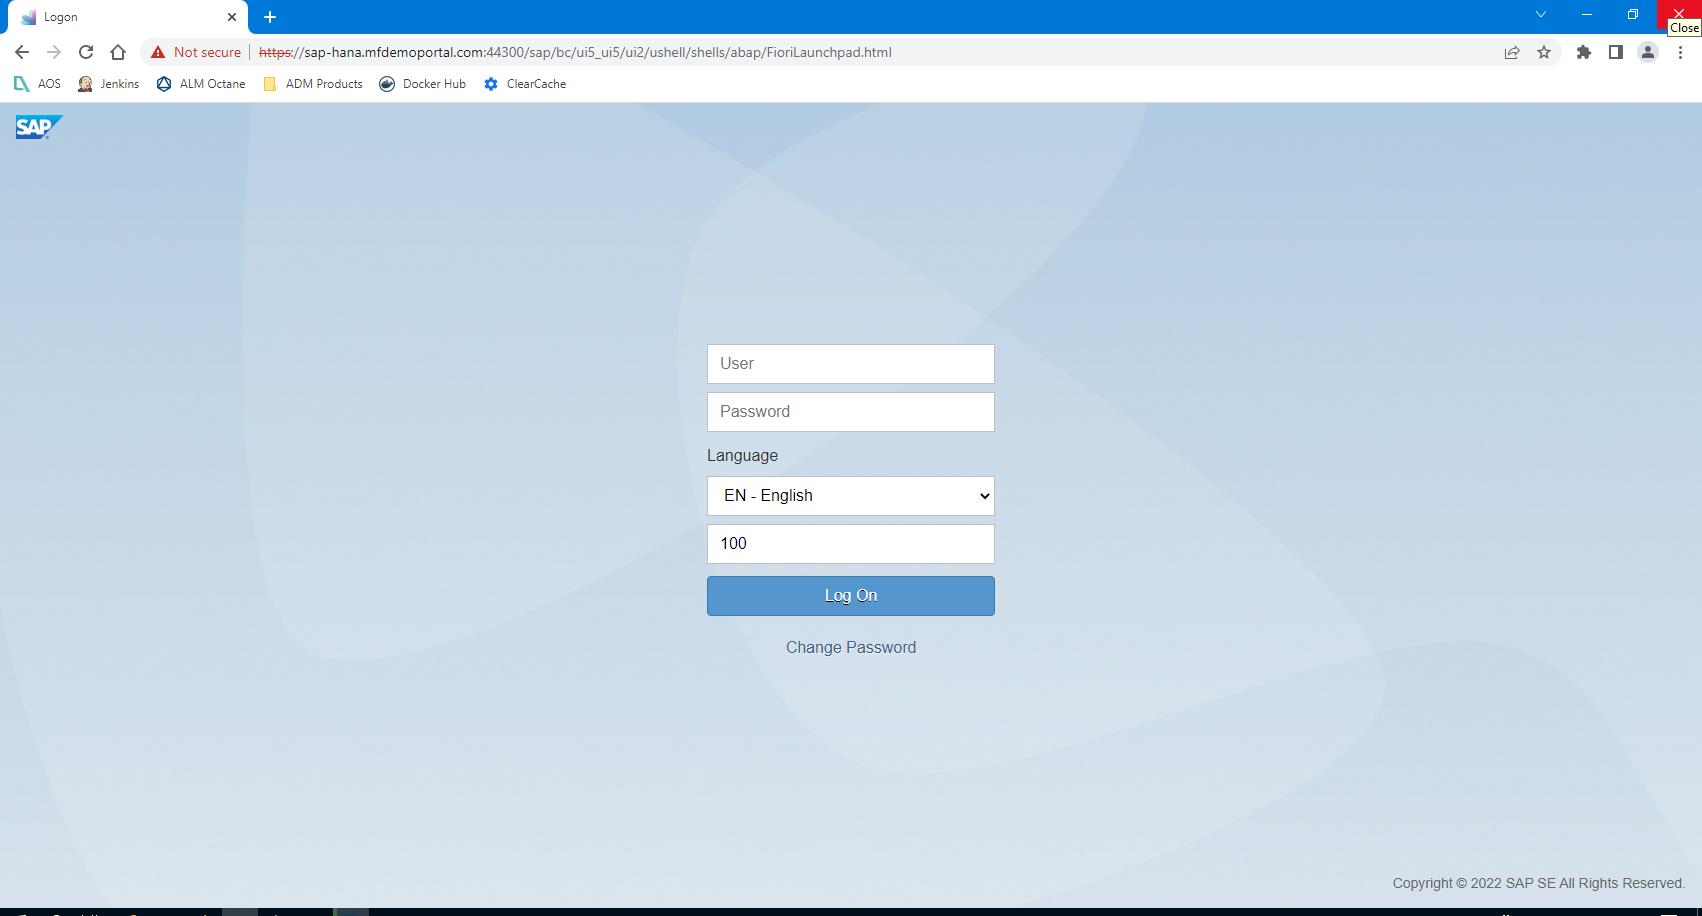 Logon
Close
Not secure https://sap-hana.mfdemoportal.com:44300/sap/bc/ui5_ui5/ui2/ushell/shells/abap/FioriLaunchpad.html
AOS Jenkins ALM Octane ADM Products Docker Hub ClearCache
SAP
User
Password
Language
EN - English
100
Log On
Change Password
Copyright © 2022 SAP SE All Rights Reserved.